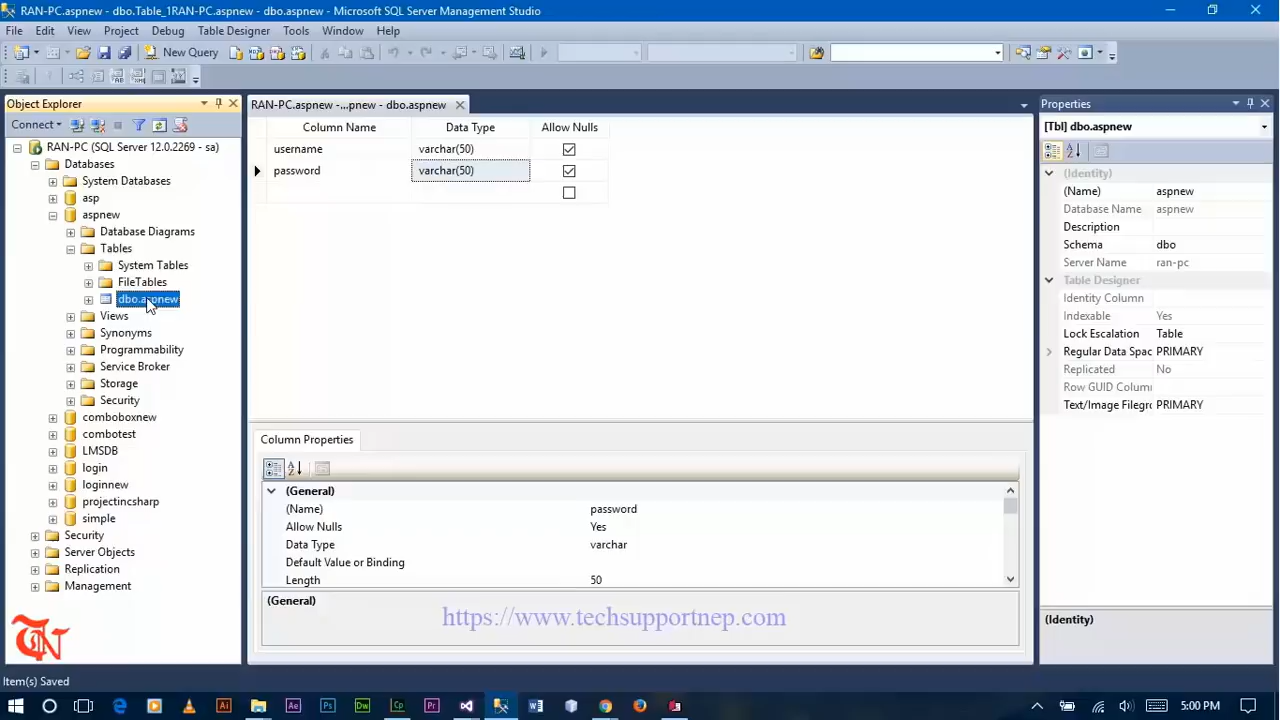 RAN-PC.aspnew - dbo.Table_1RAN-PC.aspnew - dbo.aspnew - Microsoft SQL Server Management Studio
File Edit View Project Debug Table Designer Tools Window Help
New Query
Object Explorer
Connect
RAN-PC (SQL Server 12.0.2269 - sa)
Databases
System Databases
asp
aspnew
Database Diagrams
Tables
System Tables
FileTables
dbo.aspnew
Views
Synonyms
Programmability
Service Broker
Storage
Security
comboboxnew
combotest
LMSDB
login
loginnew
projectincsharp
simple
Security
Server Objects
Replication
Management
TN
RAN-PC.aspnew -...pnew - dbo.aspnew
Column Name Data Type Allow Nulls
username varchar(50)
password varchar(50)
Column Properties
(General)
(Name) password
Allow Nulls Yes
Data Type varchar
Default Value or Binding
Length 50
(General)
https://www.techsupportnep.com
Properties
[Tbl] dbo.aspnew
(Identity)
(Name) aspnew
Database Name aspnew
Description
Schema dbo
Server Name ran-pc
Table Designer
Identity Column
Indexable Yes
Lock Escalation Table
Regular Data Spac PRIMARY
Replicated No
Row GUID Column
Text/Image Filegro PRIMARY
(Identity)
Item(s) Saved
Ai Ae Ps Dw Cp Pr
5:00 PM